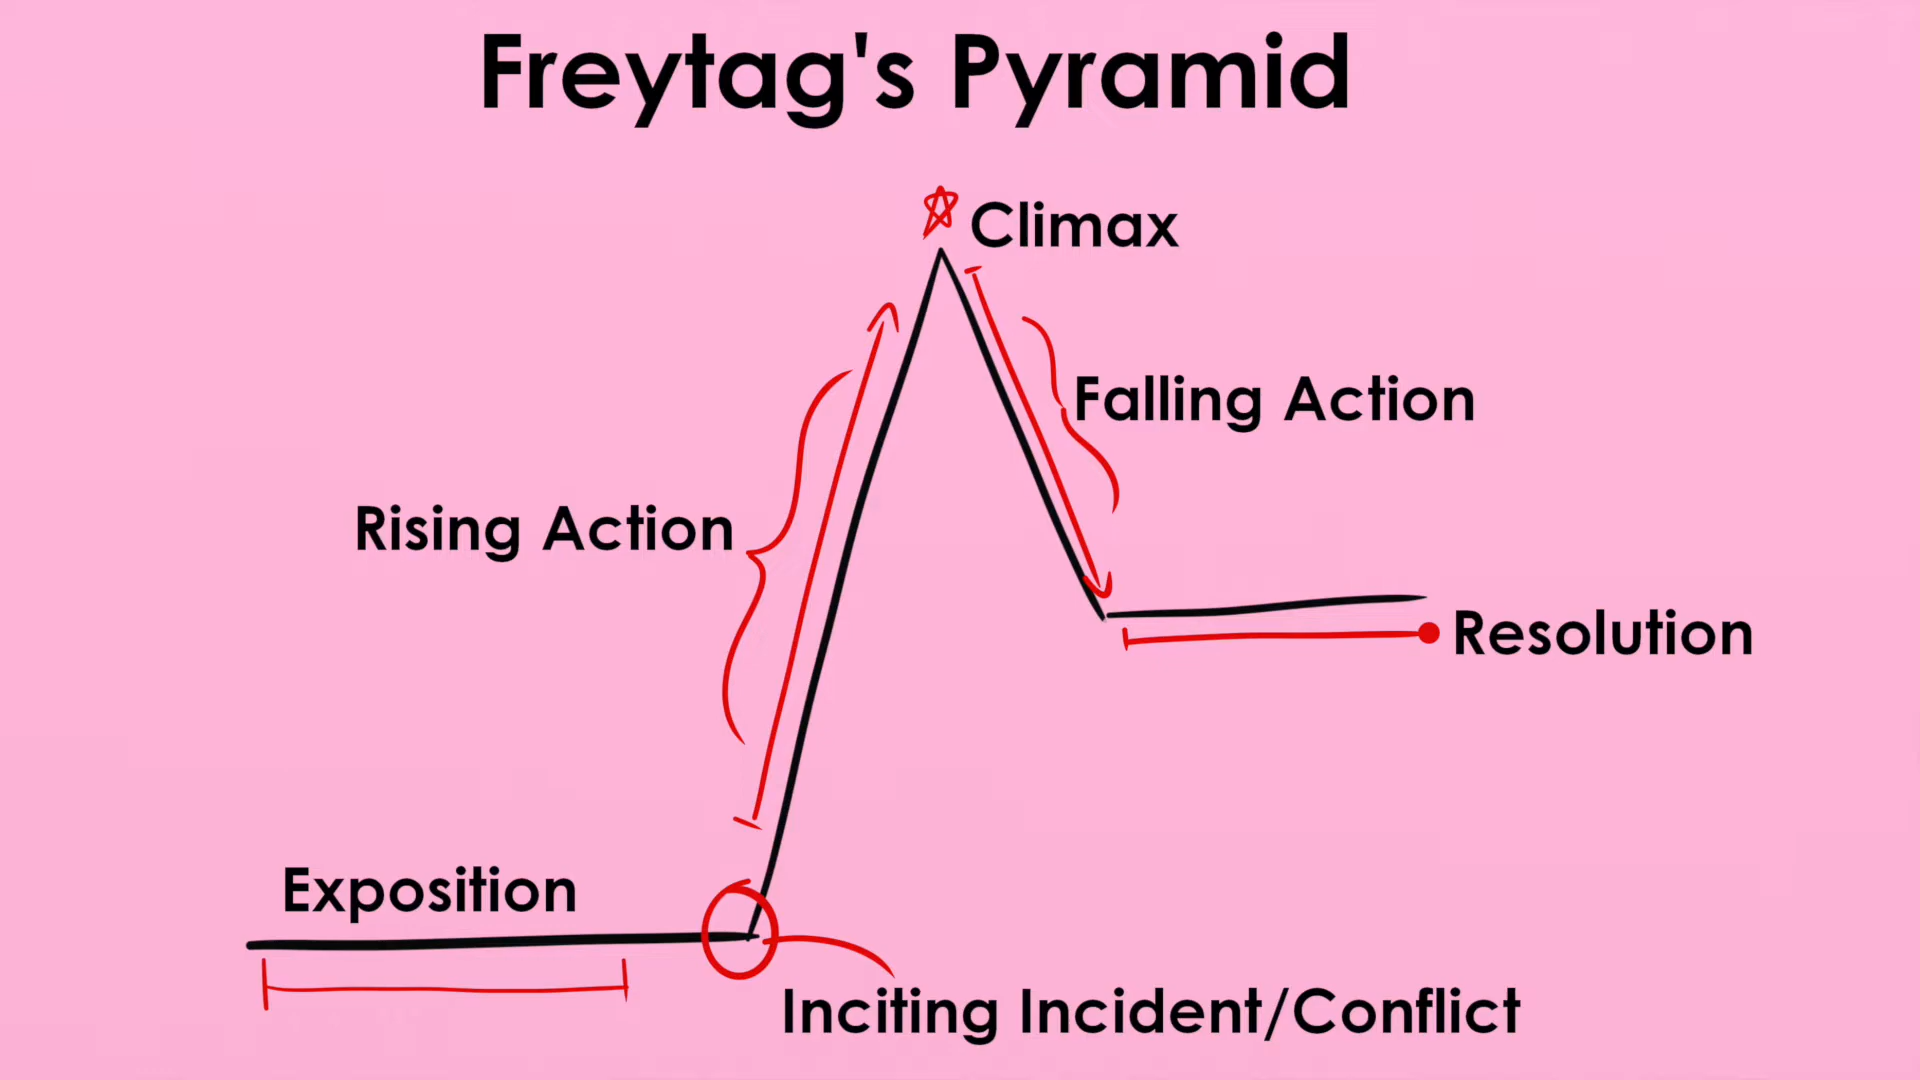 Freytag's Pyramid
Climax
Falling Action
Rising Action
Resolution
Exposition
Inciting Incident/Conflict